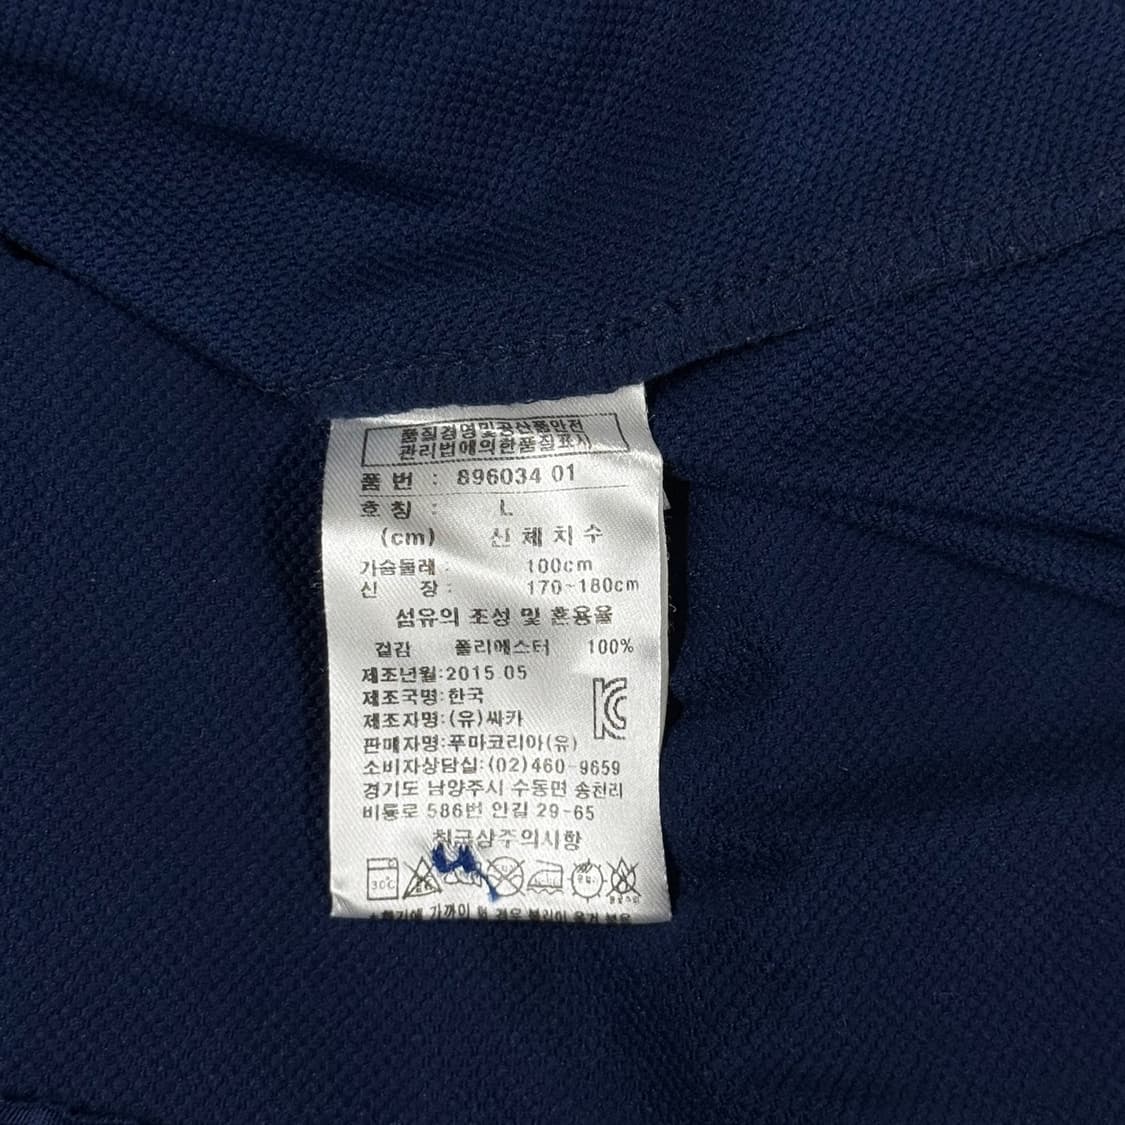 품질경영및공산품안전
관리법에의한품질표시
품 번 : 896034 01
호 칭 : L
(cm) 신 체 치 수
가슴둘레 : 100cm
신 장 : 170~180cm
섬유의 조성 및 혼용율
겉감 폴리에스터 100%
제조년월:2015 05
제조국명:한국
제조자명:(유)싸카
판매자명:푸마코리아(유)
소비자상담실:(02)460-9659
경기도 남양주시 수동면 송천리
비룡로 586번 안길 29-65
취급상주의사항
30℃